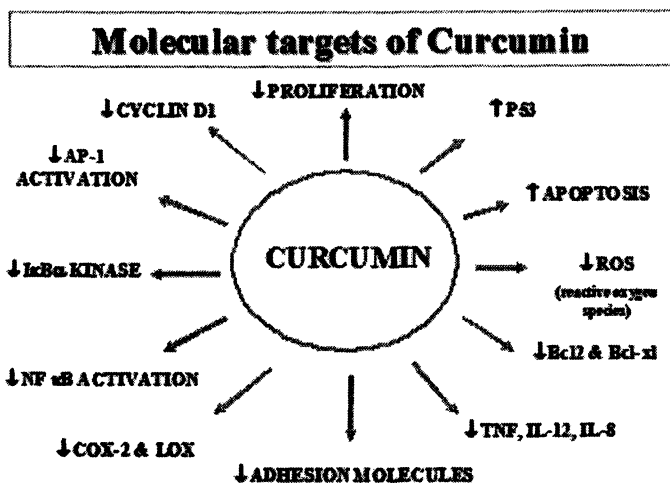 Molecular targets of Curcumin
↓PROLIFERATION
↓CYCLIN D1
↑P53
↓AP-1
ACTIVATION
↑APOPTOSIS
CURCUMIN
↓IκBα KINASE
↓ROS
(reactive oxygen
species)
↓Bcl2 & Bcl-xl
↓NF κB ACTIVATION
↓TNF, IL-12, IL-8
↓COX-2 & LOX
↓ADHESION MOLECULES